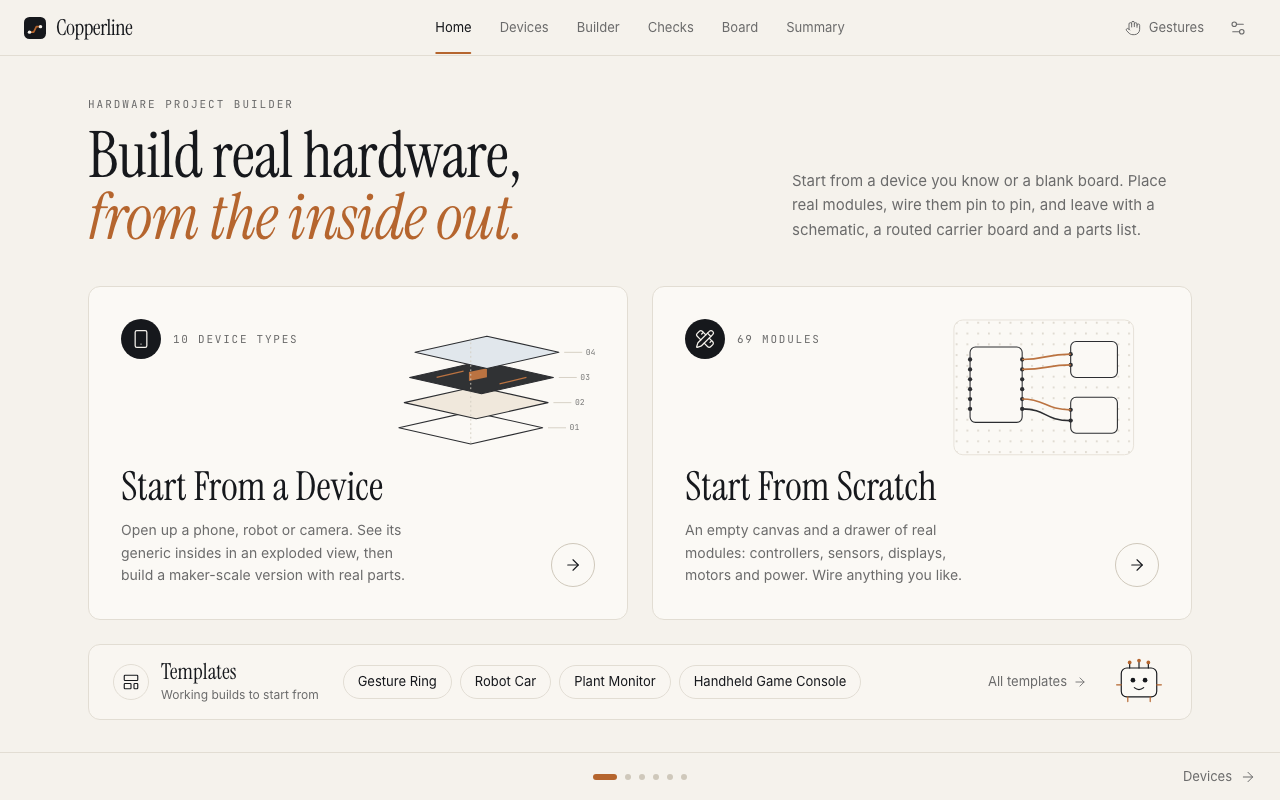 Copperline
Home
Devices
Builder
Checks
Board
Summary
Gestures
HARDWARE PROJECT BUILDER
Build real hardware,
from the inside out.
Start from a device you know or a blank board. Place
real modules, wire them pin to pin, and leave with a
schematic, a routed carrier board and a parts list.
10 DEVICE TYPES
04
03
02
01
Start From a Device
Open up a phone, robot or camera. See its
generic insides in an exploded view, then
build a maker-scale version with real parts.
69 MODULES
Start From Scratch
An empty canvas and a drawer of real
modules: controllers, sensors, displays,
motors and power. Wire anything you like.
Templates
Working builds to start from
Gesture Ring
Robot Car
Plant Monitor
Handheld Game Console
All templates
Devices